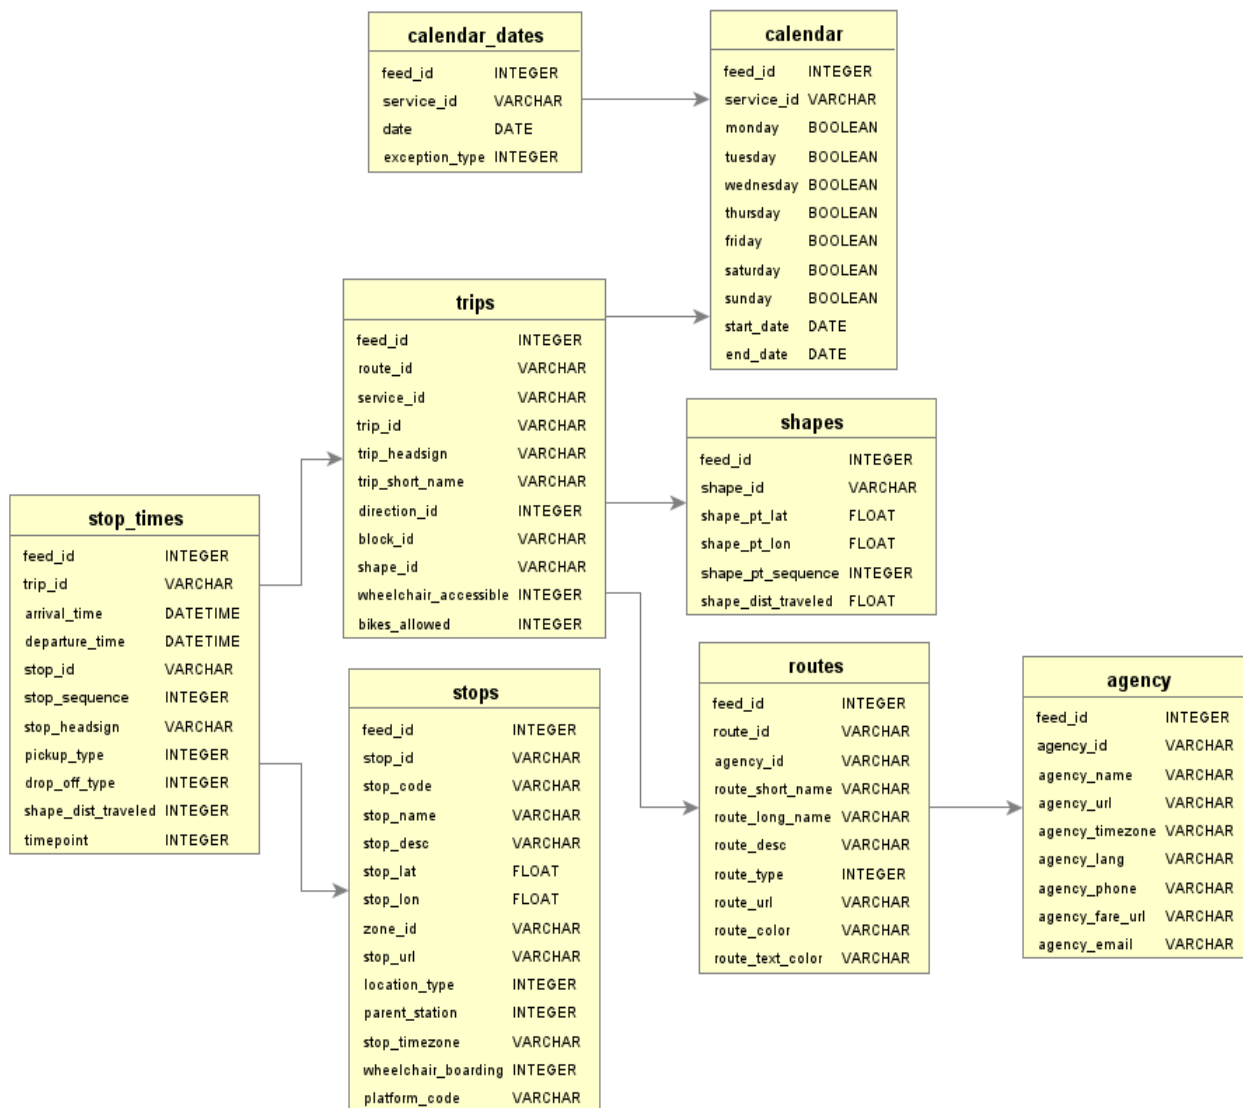 calendar_dates
feed_id INTEGER
service_id VARCHAR
date DATE
exception_type INTEGER
calendar
feed_id INTEGER
service_id VARCHAR
monday BOOLEAN
tuesday BOOLEAN
wednesday BOOLEAN
thursday BOOLEAN
friday BOOLEAN
saturday BOOLEAN
sunday BOOLEAN
start_date DATE
end_date DATE
trips
feed_id INTEGER
route_id VARCHAR
service_id VARCHAR
trip_id VARCHAR
trip_headsign VARCHAR
trip_short_name VARCHAR
direction_id INTEGER
block_id VARCHAR
shape_id VARCHAR
wheelchair_accessible INTEGER
bikes_allowed INTEGER
shapes
feed_id INTEGER
shape_id VARCHAR
shape_pt_lat FLOAT
shape_pt_lon FLOAT
shape_pt_sequence INTEGER
shape_dist_traveled FLOAT
stop_times
feed_id INTEGER
trip_id VARCHAR
arrival_time DATETIME
departure_time DATETIME
stop_id VARCHAR
stop_sequence INTEGER
stop_headsign VARCHAR
pickup_type INTEGER
drop_off_type INTEGER
shape_dist_traveled INTEGER
timepoint INTEGER
stops
feed_id INTEGER
stop_id VARCHAR
stop_code VARCHAR
stop_name VARCHAR
stop_desc VARCHAR
stop_lat FLOAT
stop_lon FLOAT
zone_id VARCHAR
stop_url VARCHAR
location_type INTEGER
parent_station INTEGER
stop_timezone VARCHAR
wheelchair_boarding INTEGER
platform_code VARCHAR
routes
feed_id INTEGER
route_id VARCHAR
agency_id VARCHAR
route_short_name VARCHAR
route_long_name VARCHAR
route_desc VARCHAR
route_type INTEGER
route_url VARCHAR
route_color VARCHAR
route_text_color VARCHAR
agency
feed_id INTEGER
agency_id VARCHAR
agency_name VARCHAR
agency_url VARCHAR
agency_timezone VARCHAR
agency_lang VARCHAR
agency_phone VARCHAR
agency_fare_url VARCHAR
agency_email VARCHAR